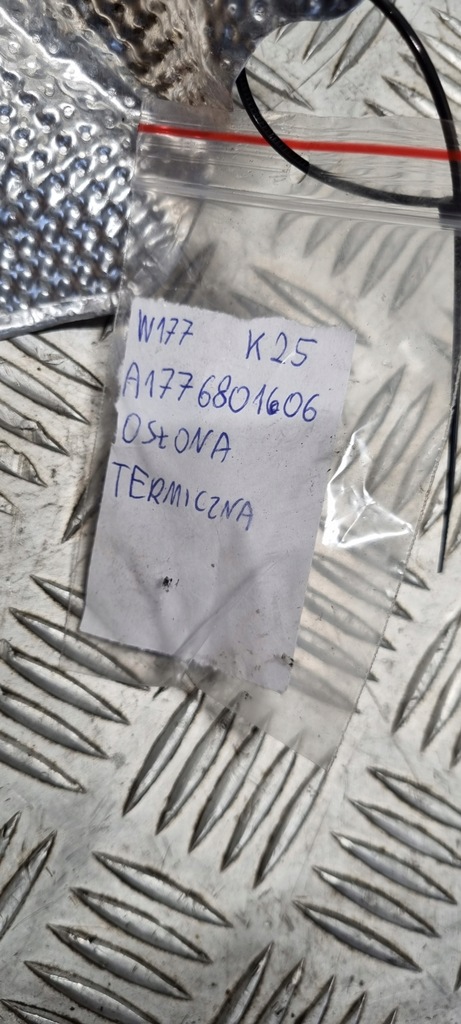 W177 K25
A1776801606
OSŁONA
TERMICZNA